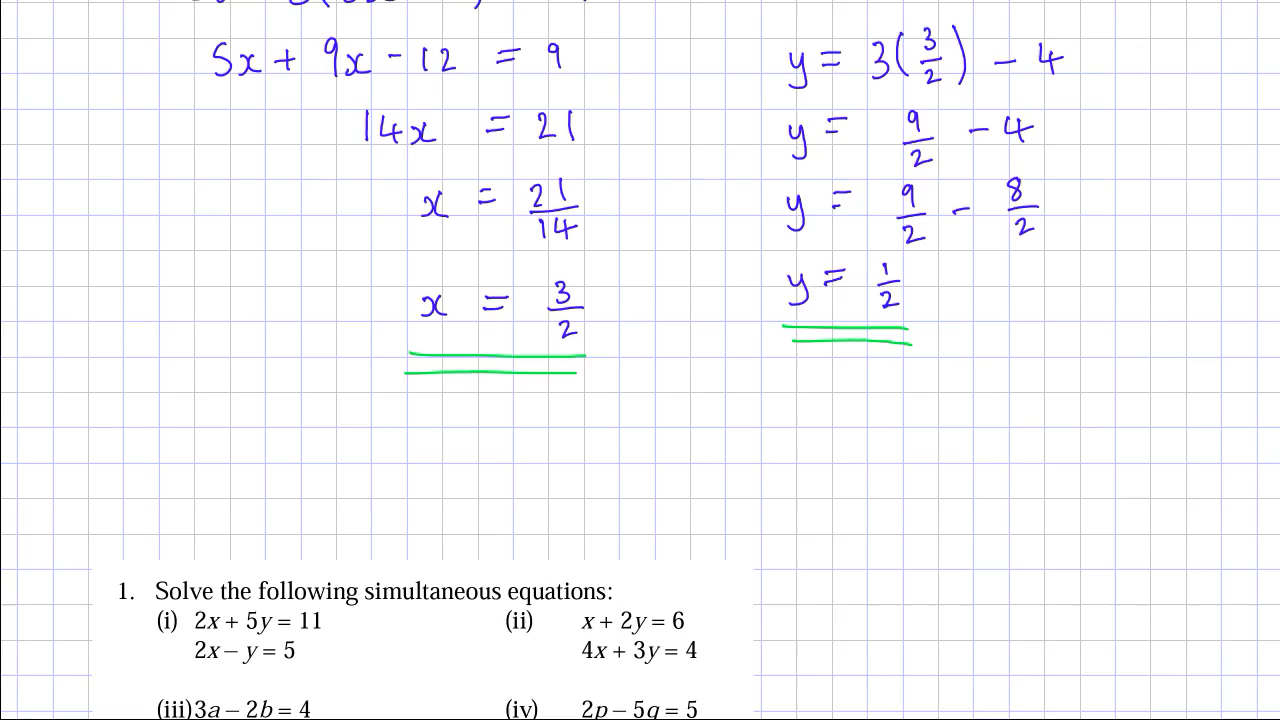 5x + 9x - 12 = 9
14x = 21
x = 21/14
x = 3/2
y = 3(3/2) - 4
y = 9/2 - 4
y = 9/2 - 8/2
y = 1/2
1. Solve the following simultaneous equations:
(i) 2x + 5y = 11 (ii) x + 2y = 6
2x – y = 5 4x + 3y = 4
(iii) 3a – 2b = 4 (iv) 2p – 5q = 5